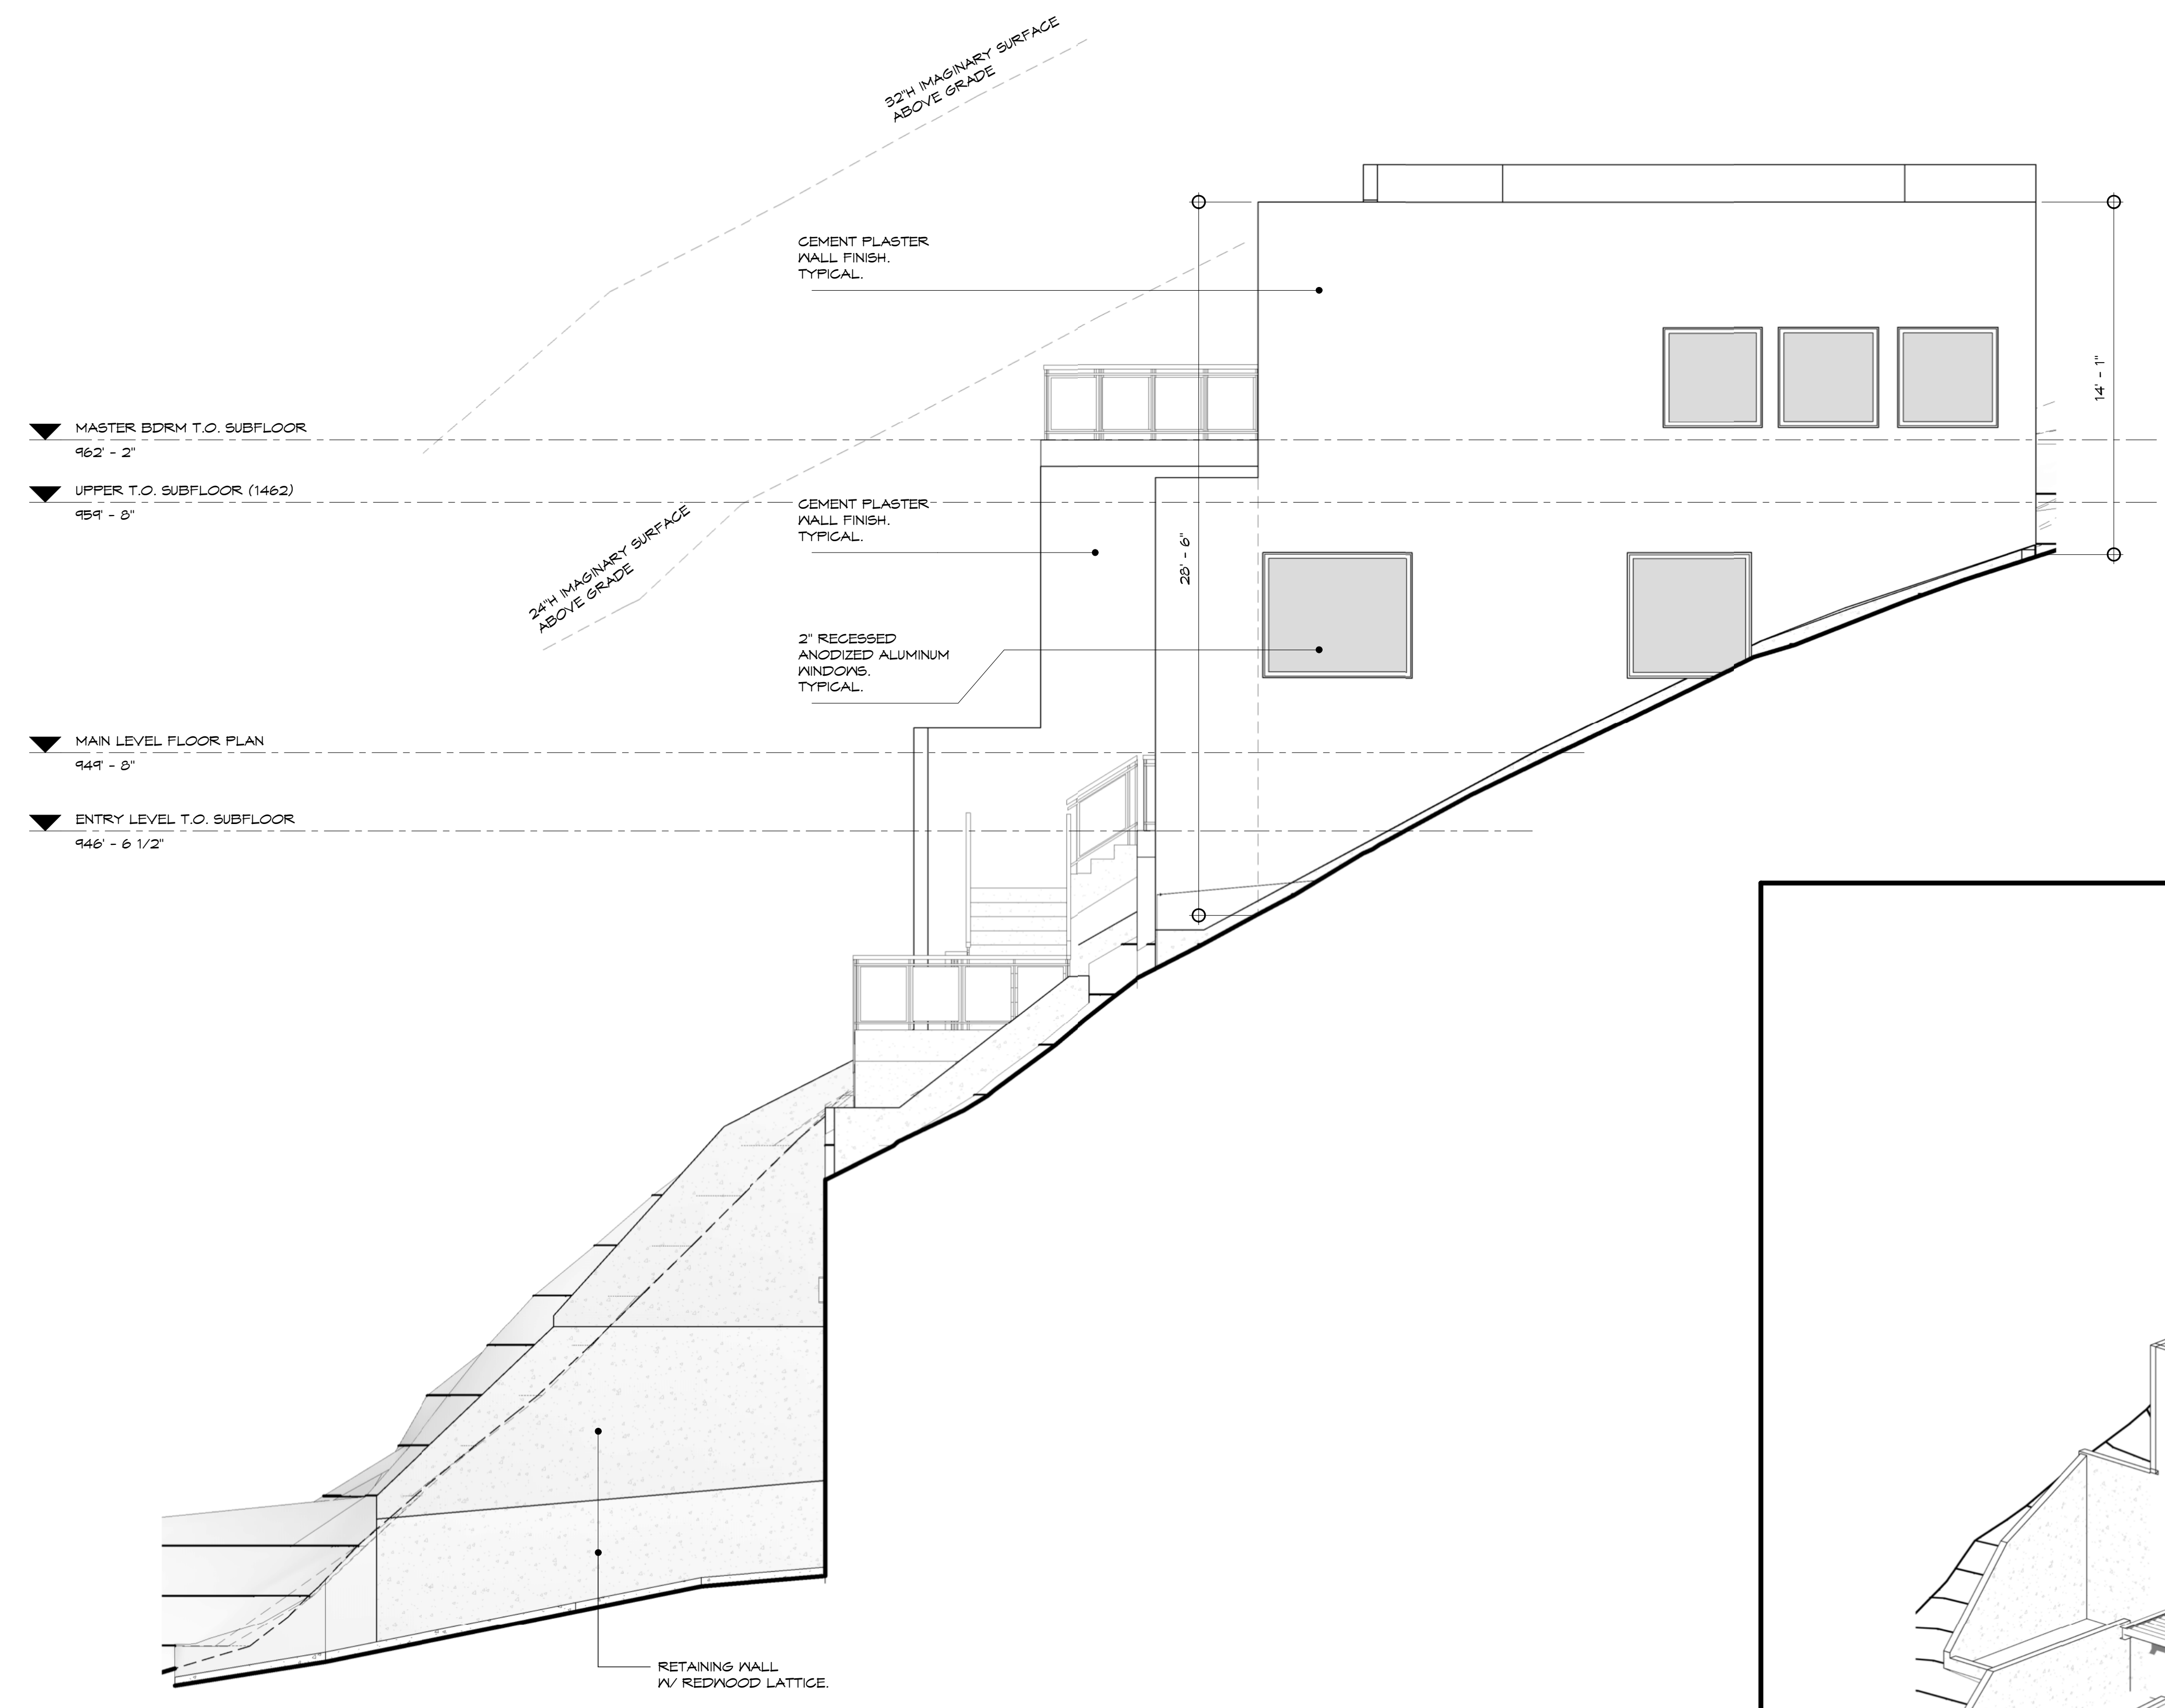 32"H IMAGINARY SURFACE
ABOVE GRADE
CEMENT PLASTER
WALL FINISH.
TYPICAL.
14' - 1"
MASTER BDRM T.O. SUBFLOOR
962' - 2"
UPPER T.O. SUBFLOOR (1462)
959' - 8"
CEMENT PLASTER
WALL FINISH.
TYPICAL.
24"H IMAGINARY SURFACE
ABOVE GRADE
28' - 6"
2" RECESSED
ANODIZED ALUMINUM
WINDOWS.
TYPICAL.
MAIN LEVEL FLOOR PLAN
949' - 8"
ENTRY LEVEL T.O. SUBFLOOR
946' - 6 1/2"
RETAINING WALL
W/ REDWOOD LATTICE.